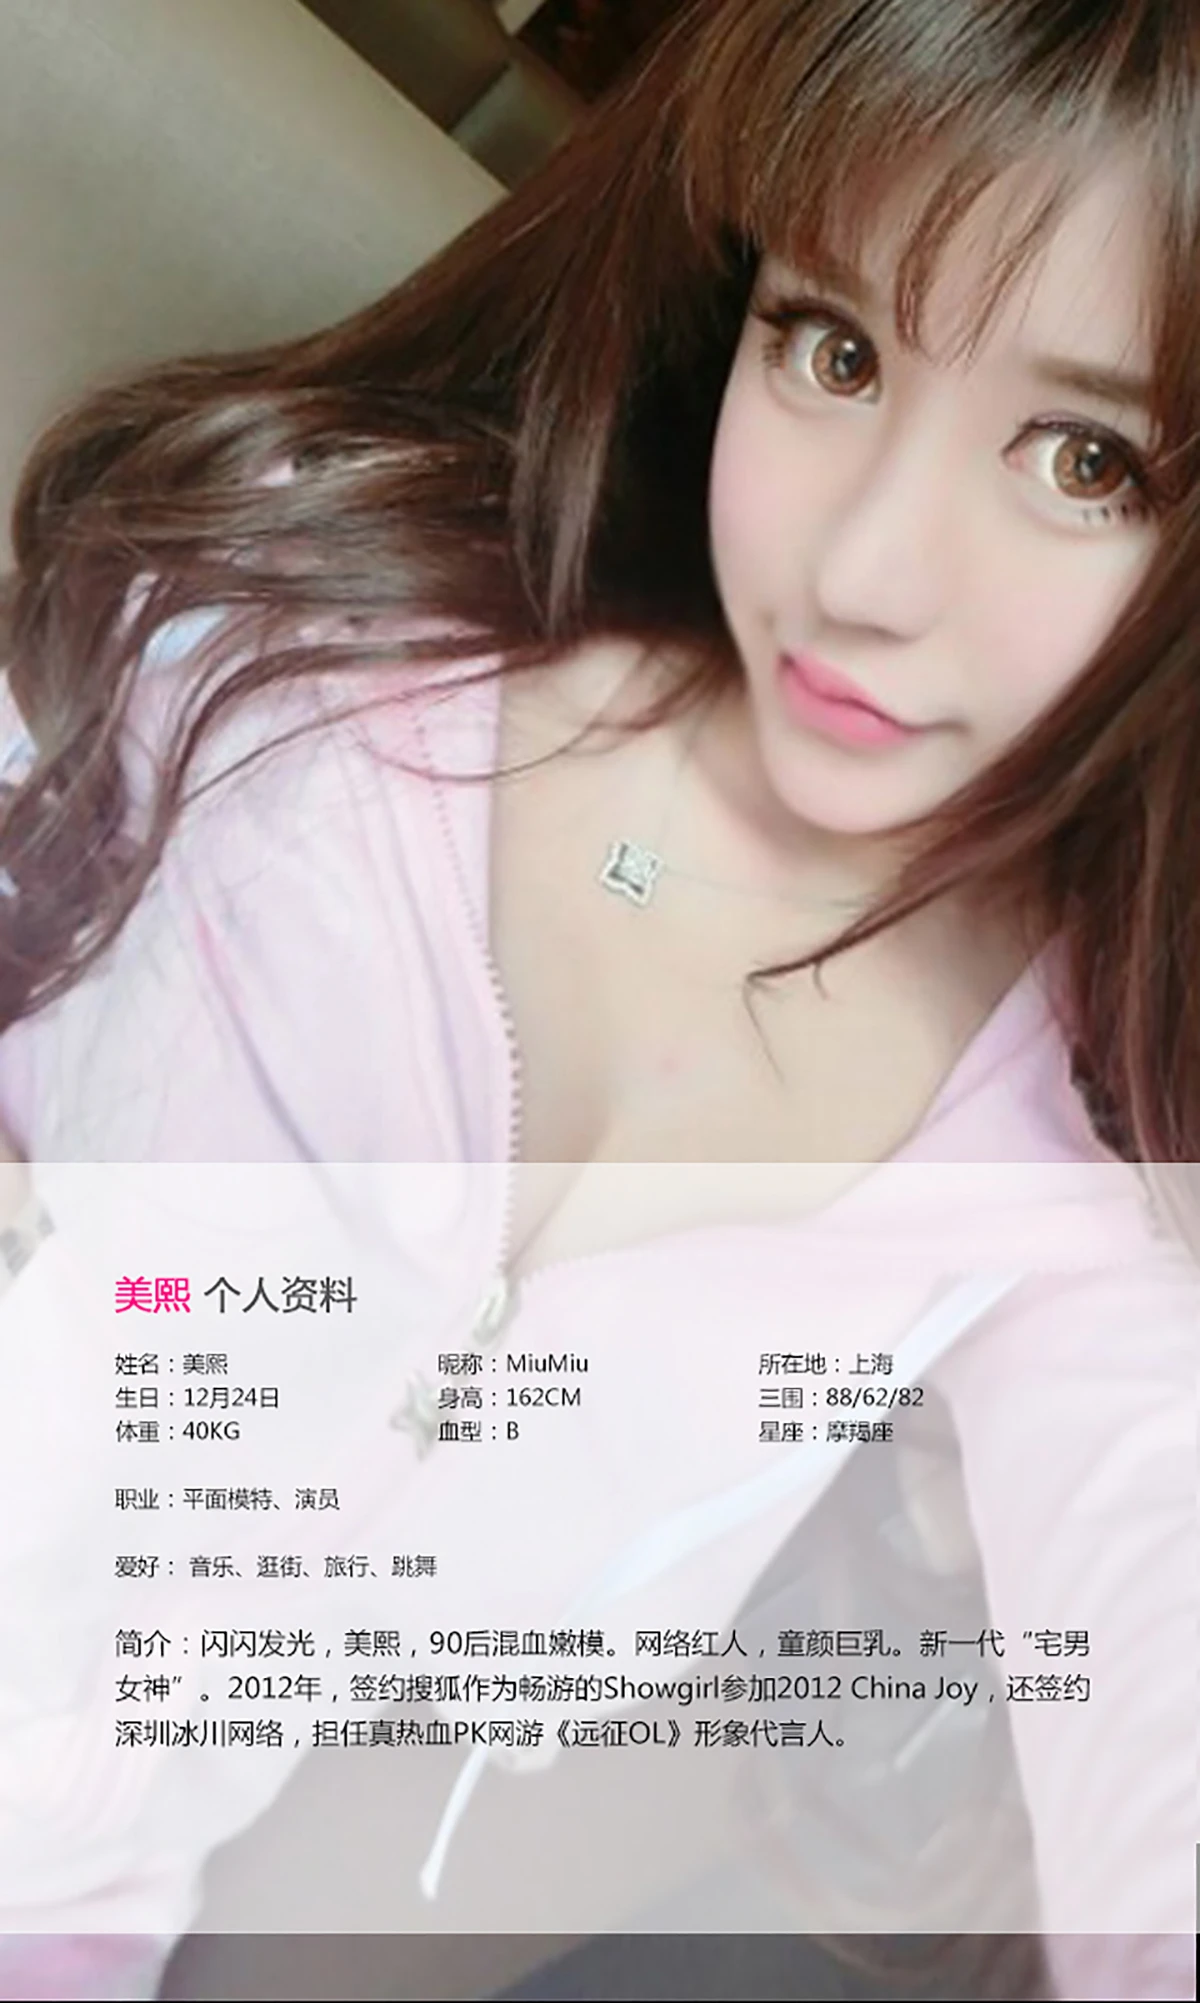 美熙 个人资料
姓名：美熙 昵称：MiuMiu 所在地：上海
生日：12月24日 身高：162CM 三围：88/62/82
体重：40KG 血型：B 星座：摩羯座
职业：平面模特、演员
爱好： 音乐、逛街、旅行、跳舞
简介：闪闪发光，美熙，90后混血嫩模。网络红人，童颜巨乳。新一代“宅男
女神”。2012年，签约搜狐作为畅游的Showgirl参加2012 China Joy，还签约
深圳冰川网络，担任真热血PK网游《远征OL》形象代言人。